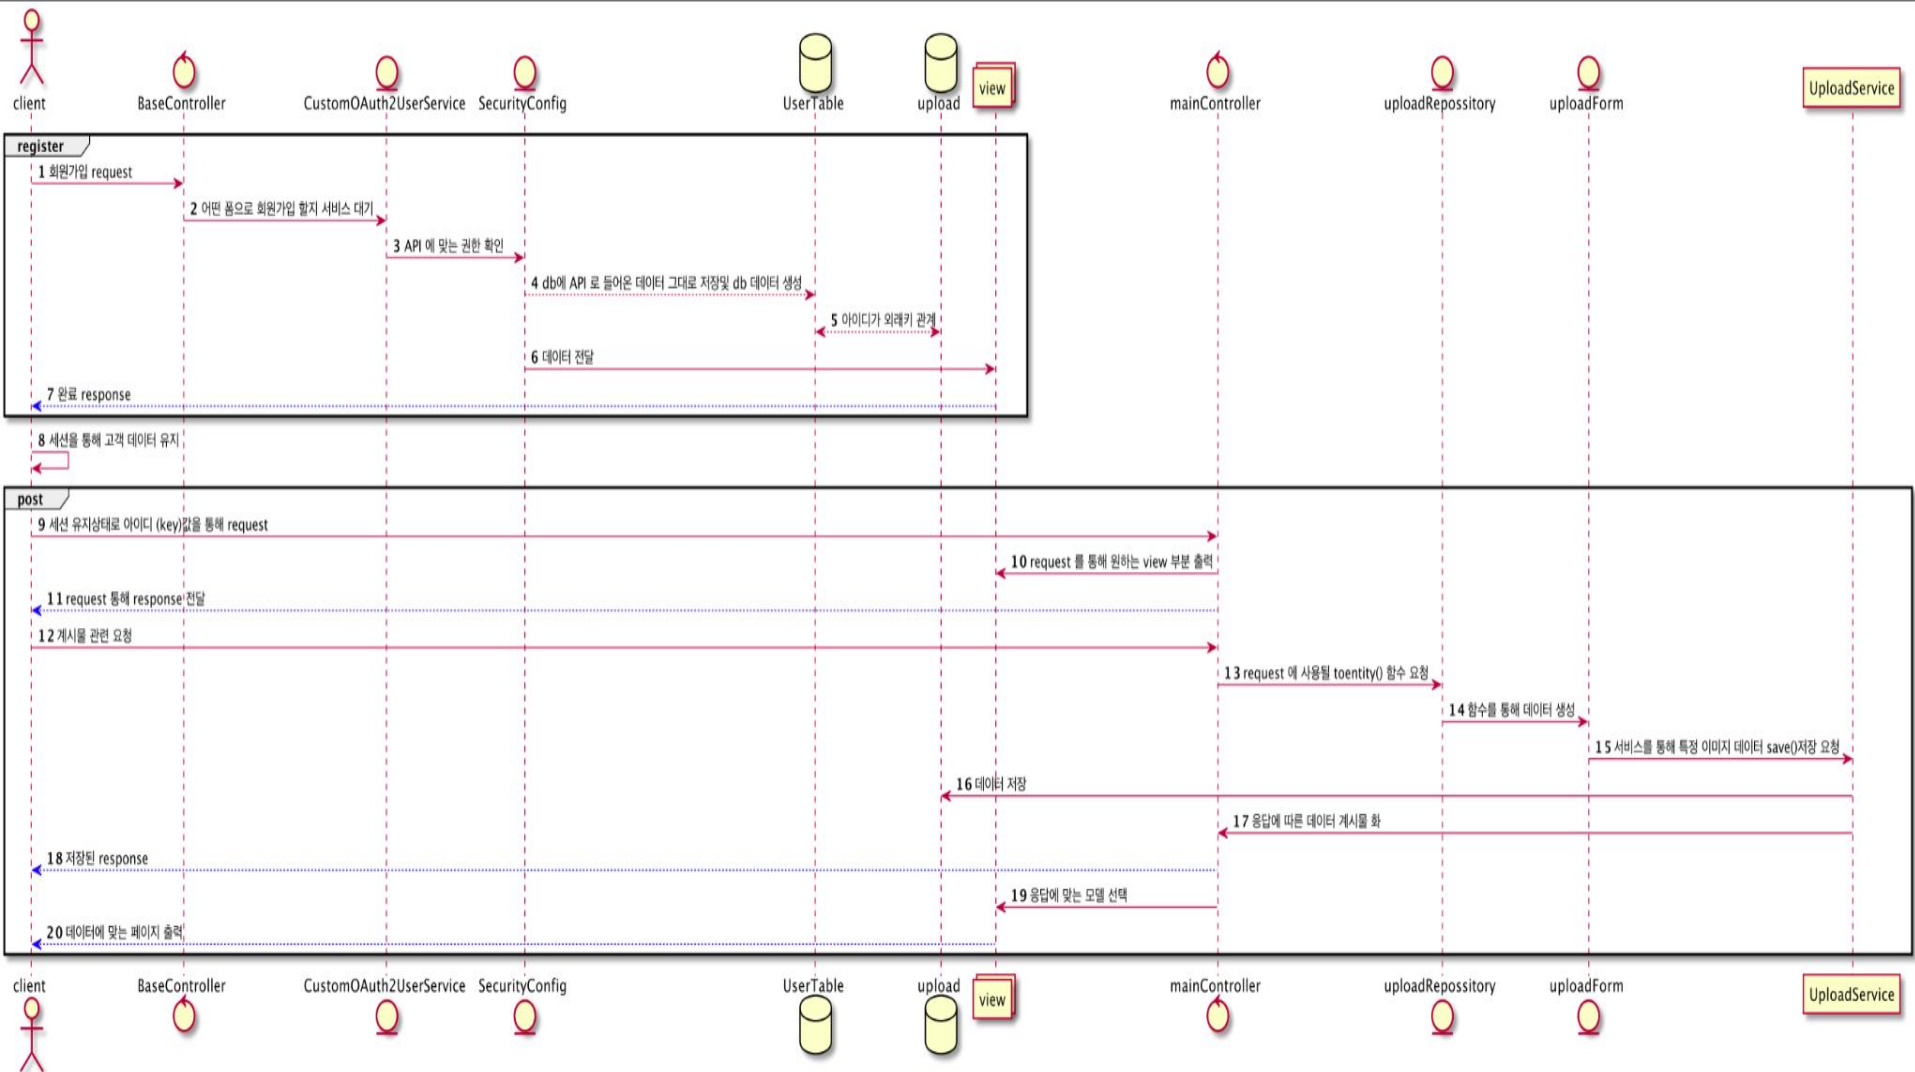 client
BaseController
CustomOAuth2UserService
SecurityConfig
UserTable
upload
view
mainController
uploadRepossitory
uploadForm
UploadService
register
1 회원가입 request
2 어떤 폼으로 회원가입 할지 서비스 대기
3 API 에 맞는 권한 확인
4 db에 API 로 들어온 데이터 그대로 저장및 db 데이터 생성
5 아이디가 외래키 관계
6 데이터 전달
7 완료 response
8 세션을 통해 고객 데이터 유지
post
9 세션 유지상태로 아이디 (key)값을 통해 request
10 request 를 통해 원하는 view 부분 출력
11 request 통해 response 전달
12 계시물 관련 요청
13 request 에 사용될 toentity() 함수 요청
14 함수를 통해 데이터 생성
15 서비스를 통해 특정 이미지 데이터 save()저장 요청
16 데이터 저장
17 응답에 따른 데이터 계시물 화
18 저장된 response
19 응답에 맞는 모델 선택
20 데이터에 맞는 페이지 출력
client
BaseController
CustomOAuth2UserService
SecurityConfig
UserTable
upload
view
mainController
uploadRepossitory
uploadForm
UploadService